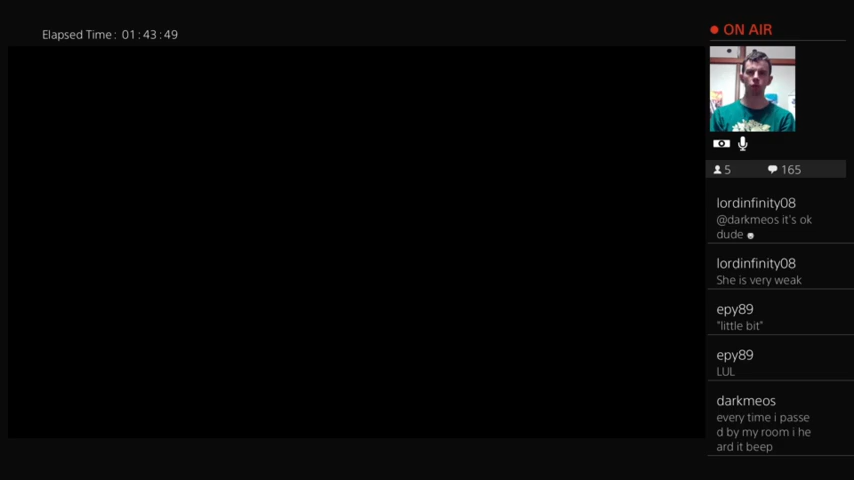 Elapsed Time: 01:43:49
ON AIR
5 165
lordinfinity08
@darkmeos it's ok
dude
lordinfinity08
She is very weak
epy89
"little bit"
epy89
LUL
darkmeos
every time i passe
d by my room i he
ard it beep